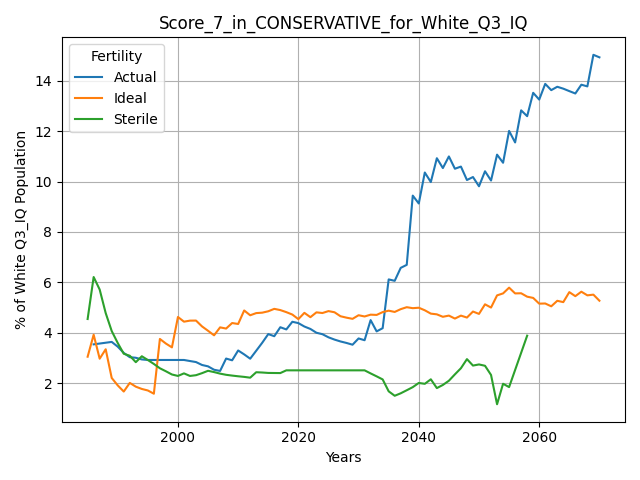 Score_7_in_CONSERVATIVE_for_White_Q3_IQ
Fertility
Actual
Ideal
Sterile
% of White Q3_IQ Population
14
12
10
8
6
4
2
2000 2020 2040 2060
Years